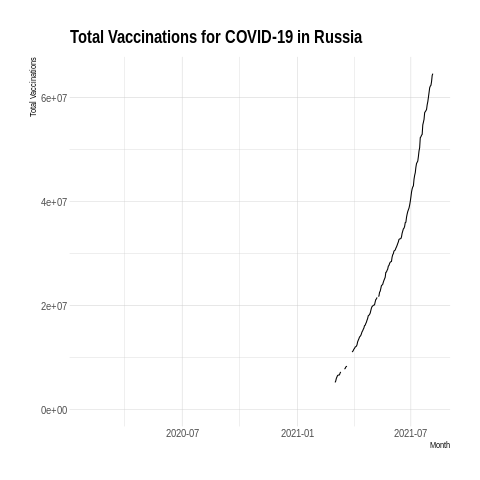 Total Vaccinations for COVID-19 in Russia
Total Vaccinations
6e+07
4e+07
2e+07
0e+00
2020-07 2021-01 2021-07
Month